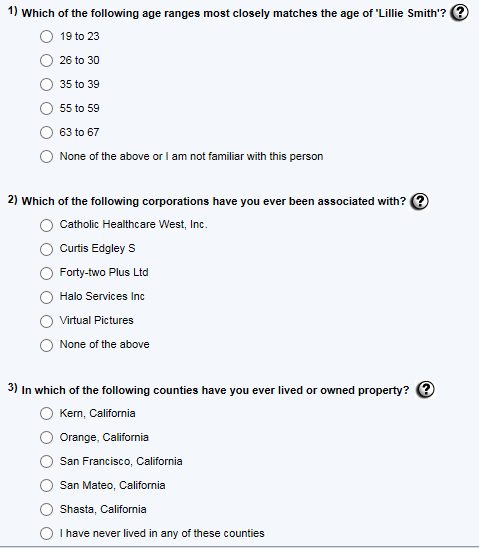 1) Which of the following age ranges most closely matches the age of 'Lillie Smith'? ?
19 to 23
26 to 30
35 to 39
55 to 59
63 to 67
None of the above or I am not familiar with this person
2) Which of the following corporations have you ever been associated with? ?
Catholic Healthcare West, Inc.
Curtis Edgley S
Forty-two Plus Ltd
Halo Services Inc
Virtual Pictures
None of the above
3) In which of the following counties have you ever lived or owned property? ?
Kern, California
Orange, California
San Francisco, California
San Mateo, California
Shasta, California
I have never lived in any of these counties